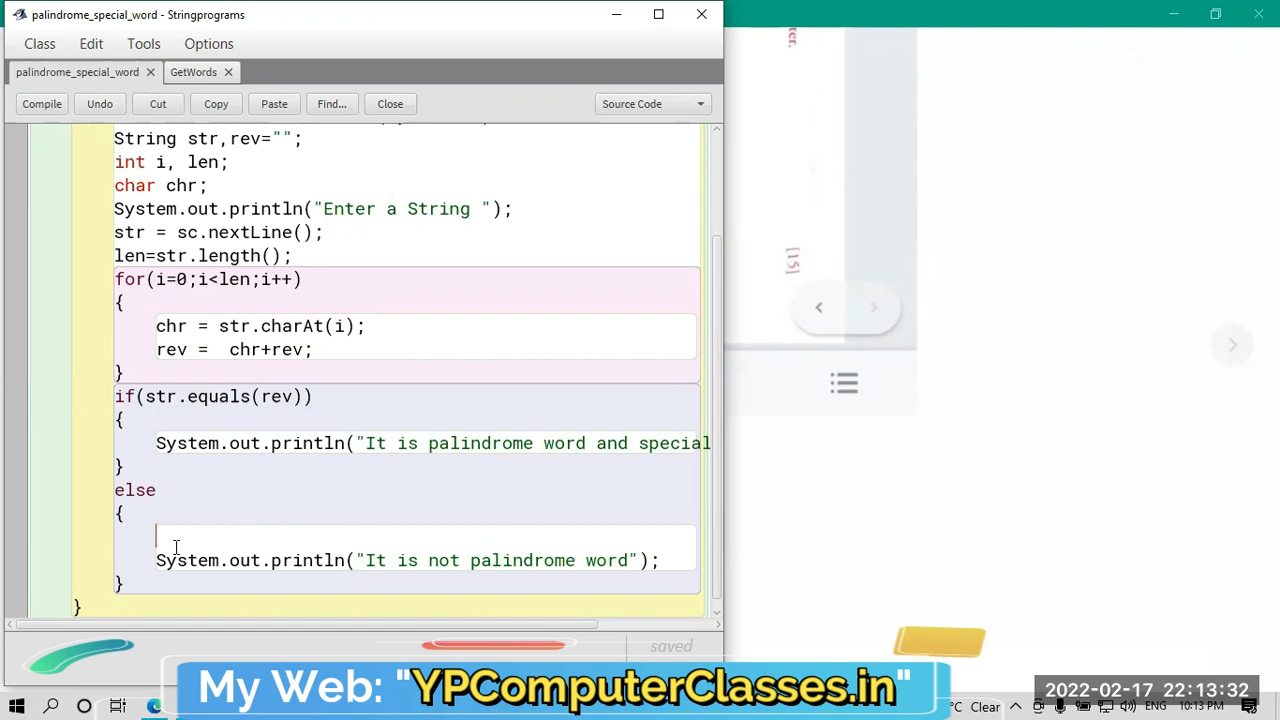 palindrome_special_word - Stringprograms
Class Edit Tools Options
palindrome_special_word GetWords
Compile Undo Cut Copy Paste Find... Close Source Code
String str,rev="";
int i, len;
char chr;
System.out.println("Enter a String ");
str = sc.nextLine();
len=str.length();
for(i=0;i<len;i++)
{
chr = str.charAt(i);
rev = chr+rev;
}
if(str.equals(rev))
{
System.out.println("It is palindrome word and special
}
else
{
System.out.println("It is not palindrome word");
}
}
saved
ter.
[15]
My Web: "YPComputerClasses.in"
2022-02-17 22:13:32
°C Clear ENG 10:13 PM